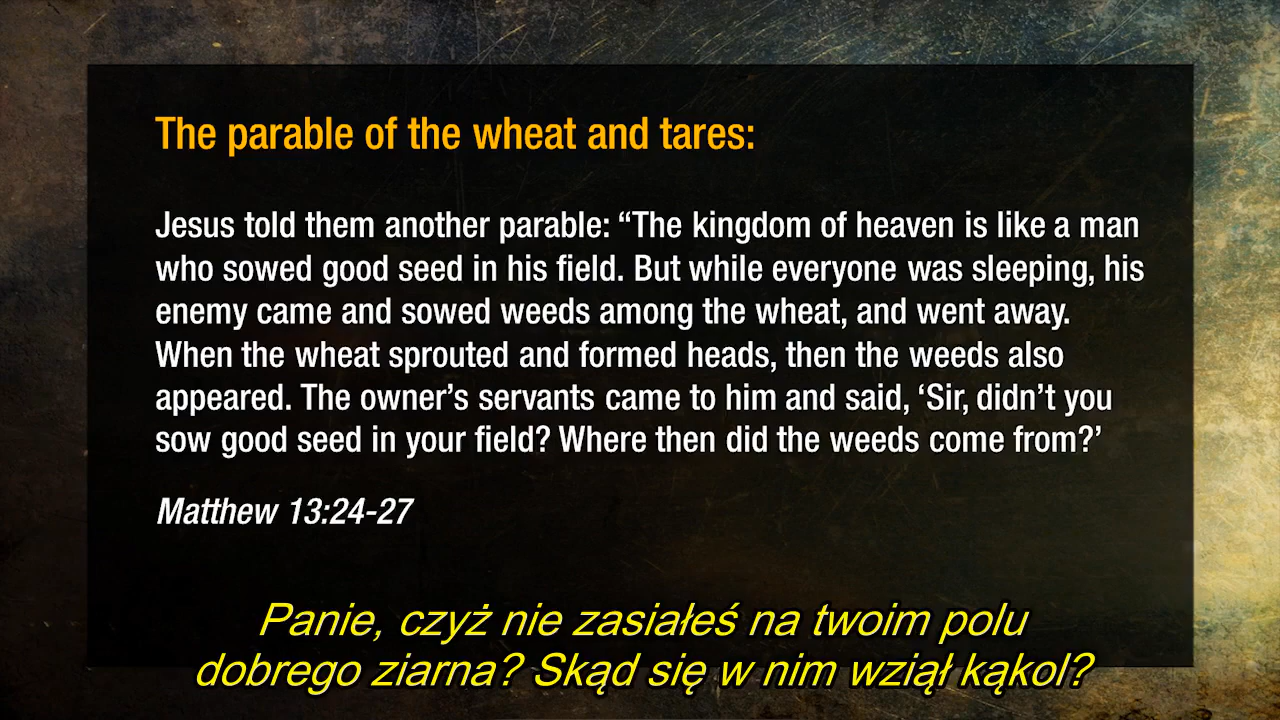 The parable of the wheat and tares:
Jesus told them another parable: “The kingdom of heaven is like a man
who sowed good seed in his field. But while everyone was sleeping, his
enemy came and sowed weeds among the wheat, and went away.
When the wheat sprouted and formed heads, then the weeds also
appeared. The owner’s servants came to him and said, ‘Sir, didn’t you
sow good seed in your field? Where then did the weeds come from?’
Matthew 13:24-27
Panie, czyż nie zasiałeś na twoim polu
dobrego ziarna? Skąd się w nim wziął kąkol?